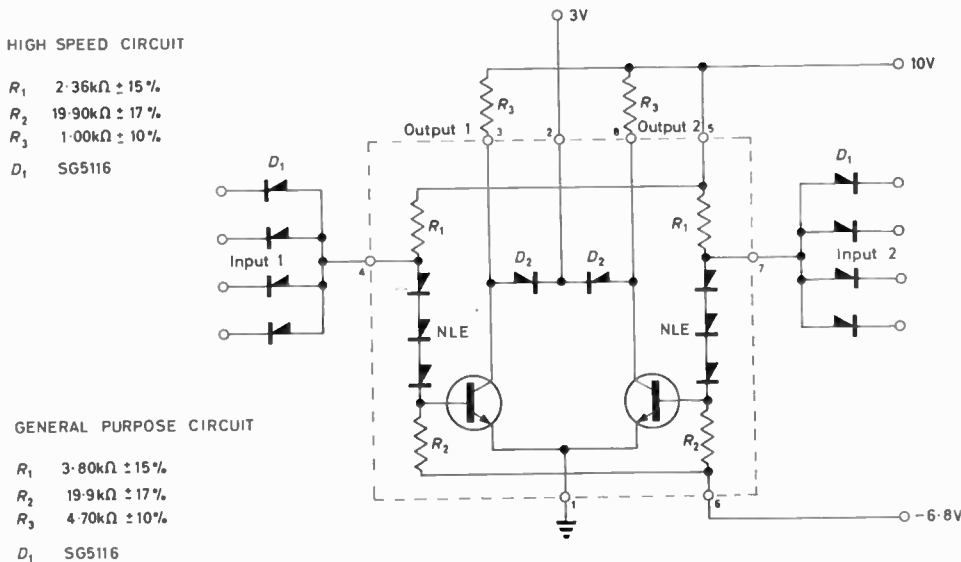 HIGH SPEED CIRCUIT
R1 2·36kΩ ± 15%
R2 19·90kΩ ± 17%
R3 1·00kΩ ± 10%
D1 SG5116
3V
10V
R3
R3
Output 1
3
2
8
Output 2
5
D1
D1
R1
R1
Input 1
4
7
Input 2
D2
D2
NLE
NLE
R2
R2
1
6
-6·8V
GENERAL PURPOSE CIRCUIT
R1 3·80kΩ ±15%
R2 19·9kΩ ±17%
R3 4·70kΩ ±10%
D1 SG5116